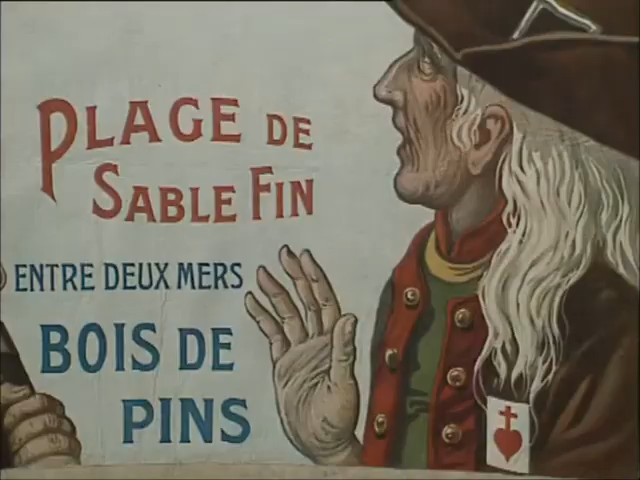 PLAGE DE
SABLE FIN
ENTRE DEUX MERS
BOIS DE
PINS